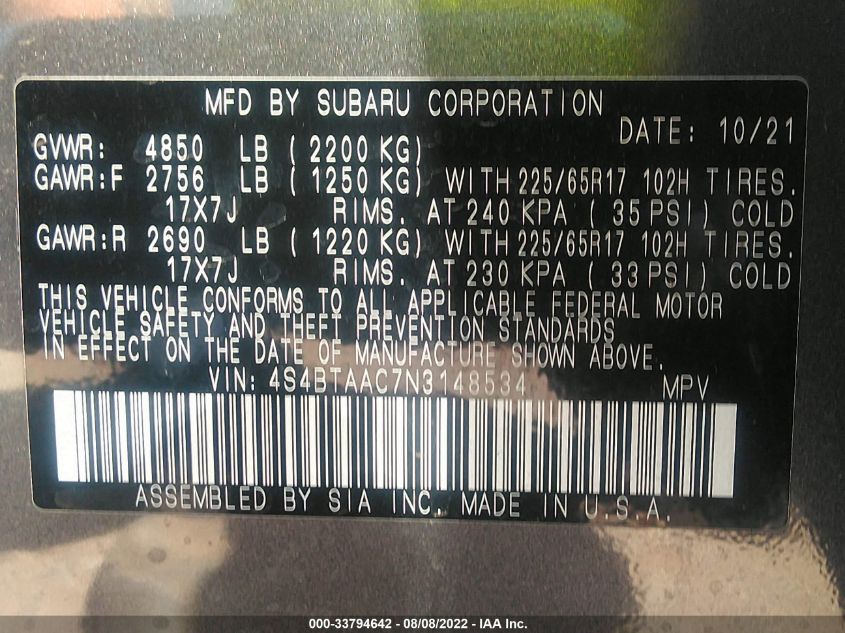 MFD BY SUBARU CORPORATION
DATE: 10/21
GVWR: 4850 LB (2200 KG)
GAWR:F 2756 LB (1250 KG) WITH 225/65R17 102H TIRES.
17X7J RIMS. AT 240 KPA (35 PSI) COLD
GAWR:R 2690 LB (1220 KG) WITH 225/65R17 102H TIRES.
17X7J RIMS. AT 230 KPA (33 PSI) COLD
THIS VEHICLE CONFORMS TO ALL APPLICABLE FEDERAL MOTOR
VEHICLE SAFETY AND THEFT PREVENTION STANDARDS
IN EFFECT ON THE DATE OF MANUFACTURE SHOWN ABOVE.
VIN: 4S4BTAAC7N3148534 MPV
ASSEMBLED BY SIA INC. MADE IN U.S.A.
000-33794642 - 08/08/2022 - IAA Inc.